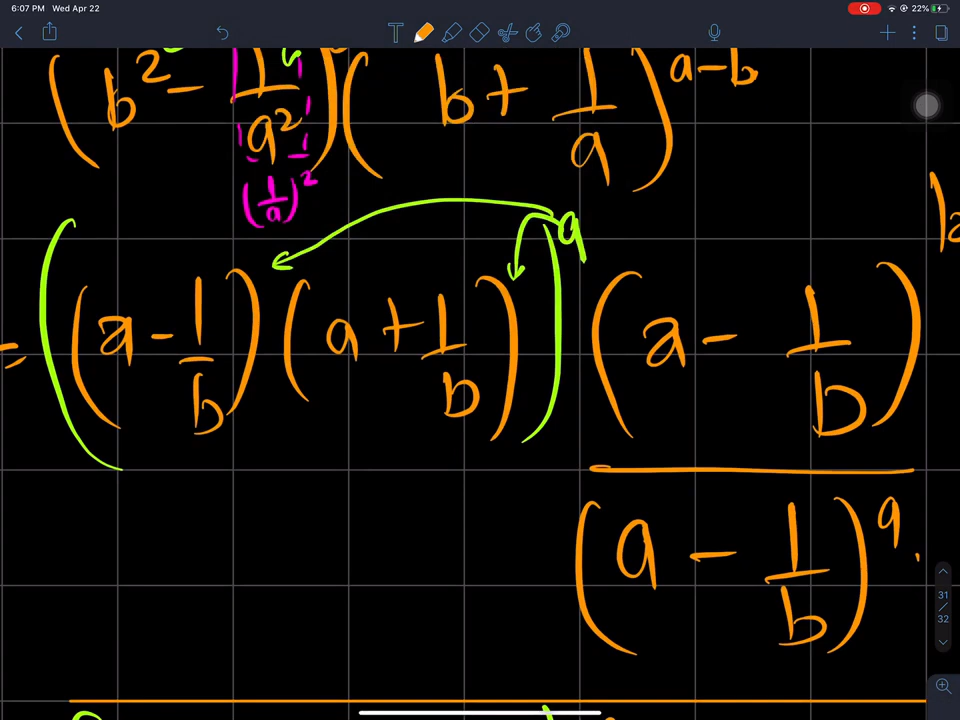 6:07 PM Wed Apr 22
22%
T
(b² - 1/a²)(b + 1/a)^(a-b)
(1/a)²
= ((a - 1/b)(a + 1/b))^a (a - 1/b)
(a - 1/b)^a .
31
/
32